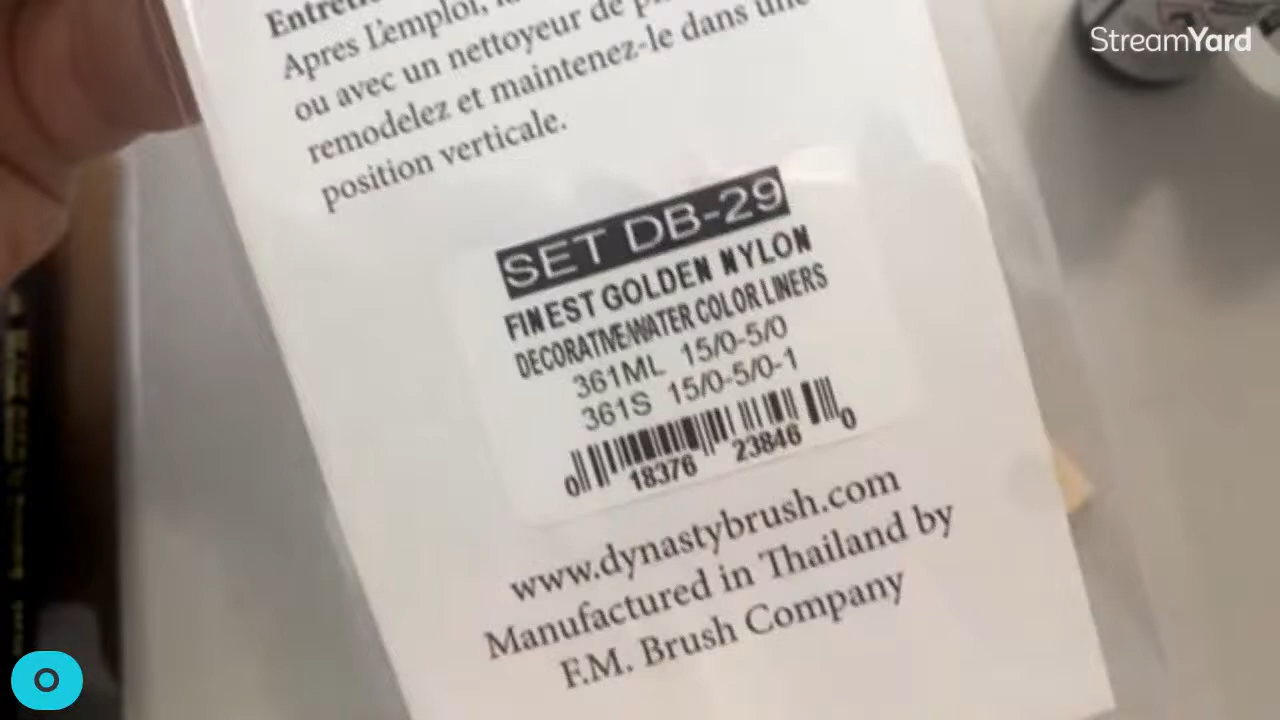 StreamYard
Entretie
Apres L'emploi,
ou avec un nettoyeur de
remodelez et maintenez-le dans une
position verticale.
SET DB-29
FINEST GOLDEN NYLON
DECORATIVE/WATER COLOR LINERS
361ML 15/0-5/0
361S 15/0-5/0-1
0 18376 23846 0
www.dynastybrush.com
Manufactured in Thailand by
F.M. Brush Company